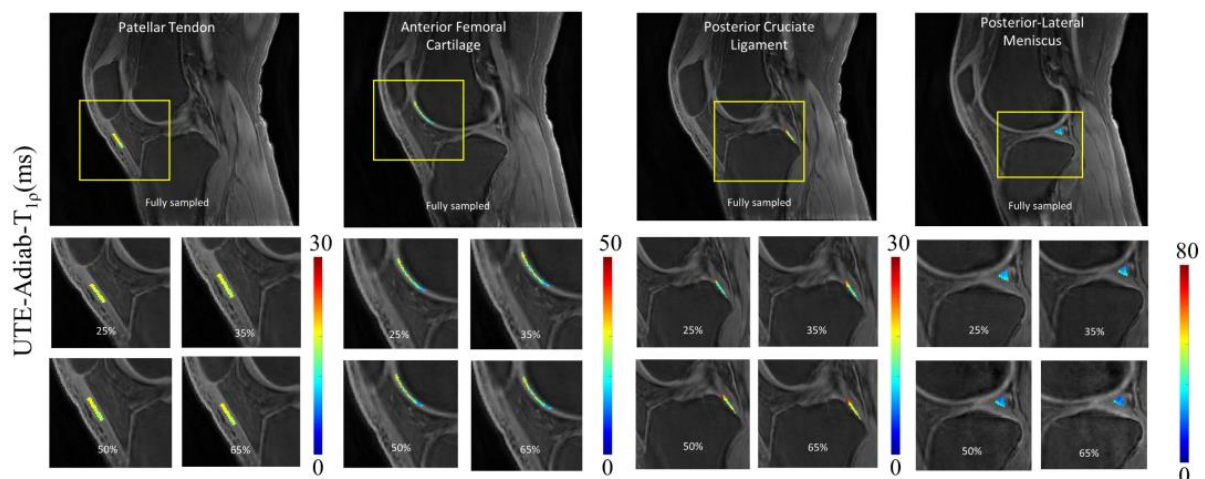 Patellar Tendon
Anterior Femoral
Cartilage
Posterior Cruciate
Ligament
Posterior-Lateral
Meniscus
Fully sampled
Fully sampled
Fully sampled
Fully sampled
UTE-Adiab-T1ρ(ms)
30
50
30
80
25%
35%
25%
35%
25%
35%
25%
35%
50%
65%
50%
65%
50%
65%
50%
65%
0
0
0
0